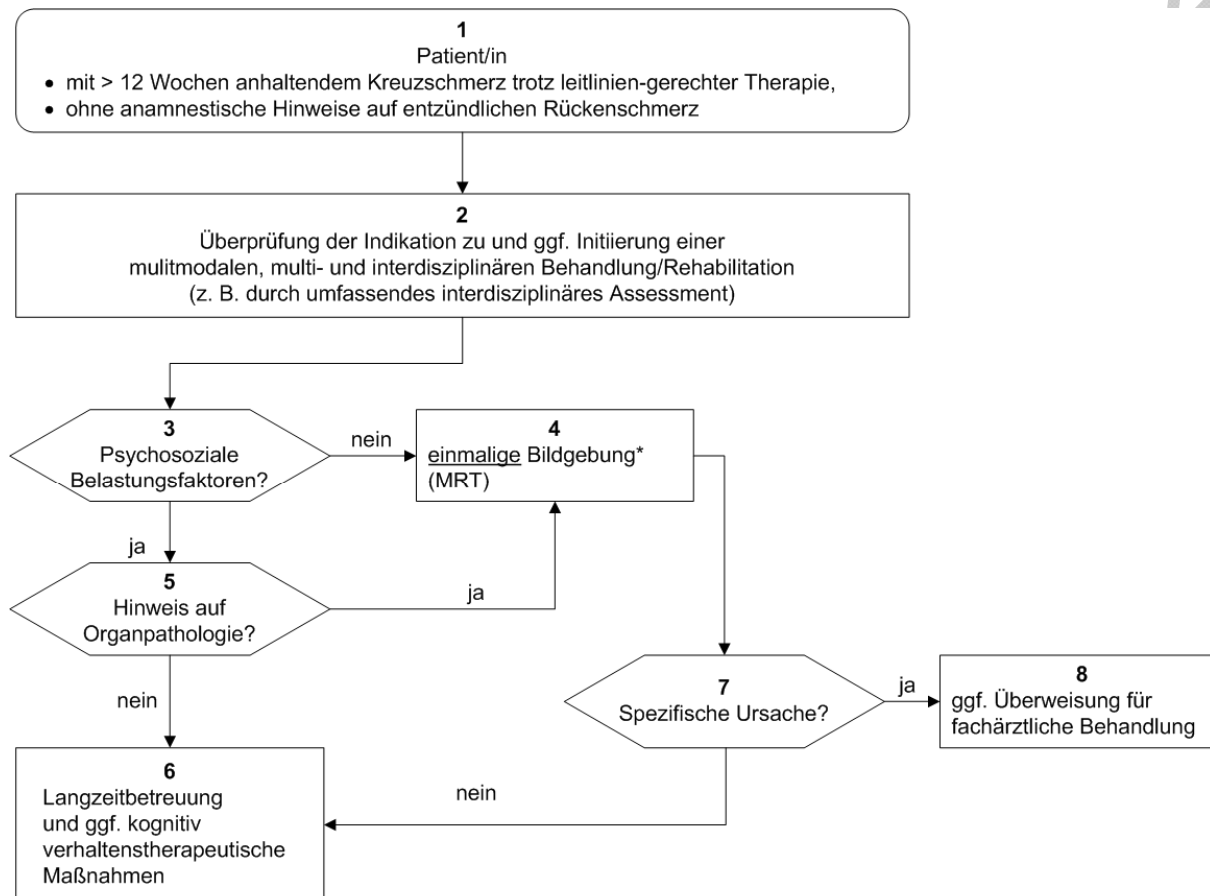 1
Patient/in
• mit > 12 Wochen anhaltendem Kreuzschmerz trotz leitlinien-gerechter Therapie,
• ohne anamnestische Hinweise auf entzündlichen Rückenschmerz
2
Überprüfung der Indikation zu und ggf. Initiierung einer
mulitmodalen, multi- und interdisziplinären Behandlung/Rehabilitation
(z. B. durch umfassendes interdisziplinäres Assessment)
3
Psychosoziale
Belastungsfaktoren?
nein
4
einmalige Bildgebung*
(MRT)
ja
5
Hinweis auf
Organpathologie?
ja
nein
7
Spezifische Ursache?
ja
8
ggf. Überweisung für
fachärztliche Behandlung
6
Langzeitbetreuung
und ggf. kognitiv
verhaltenstherapeutische
Maßnahmen
nein